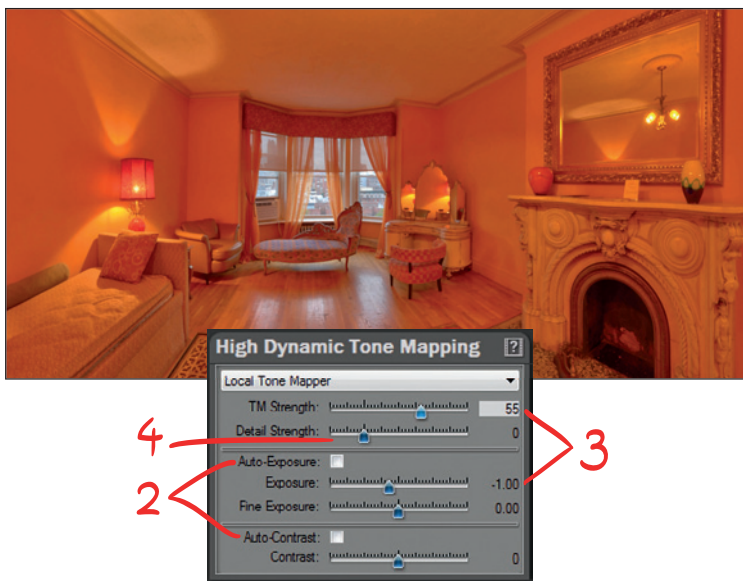 High Dynamic Tone Mapping ?
Local Tone Mapper
TM Strength: 55
Detail Strength: 0
4
3
Auto-Exposure:
Exposure: -1.00
2
Fine Exposure: 0.00
Auto-Contrast:
Contrast: 0